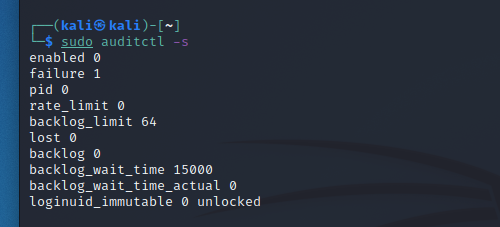 ┌──(kali㉿kali)-[~]
└─$ sudo auditctl -s
enabled 0
failure 1
pid 0
rate_limit 0
backlog_limit 64
lost 0
backlog 0
backlog_wait_time 15000
backlog_wait_time_actual 0
loginuid_immutable 0 unlocked